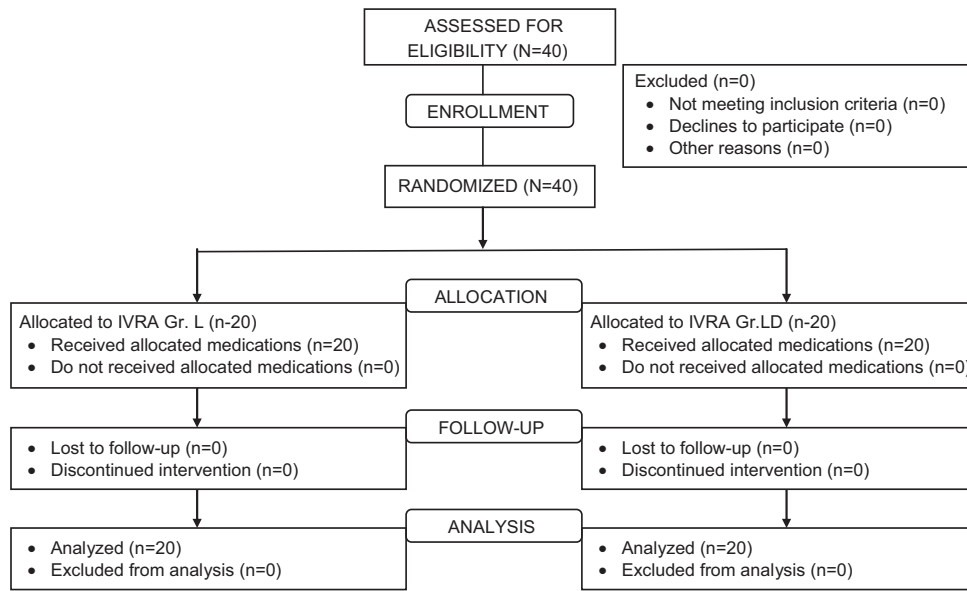 ASSESSED FOR
ELIGIBILITY (N=40)
Excluded (n=0)
• Not meeting inclusion criteria (n=0)
• Declines to participate (n=0)
• Other reasons (n=0)
ENROLLMENT
RANDOMIZED (N=40)
ALLOCATION
Allocated to IVRA Gr. L (n-20)
• Received allocated medications (n=20)
• Do not received allocated medications (n=0)
Allocated to IVRA Gr.LD (n-20)
• Received allocated medications (n=20)
• Do not received allocated medications (n=0)
FOLLOW-UP
• Lost to follow-up (n=0)
• Discontinued intervention (n=0)
• Lost to follow-up (n=0)
• Discontinued intervention (n=0)
ANALYSIS
• Analyzed (n=20)
• Excluded from analysis (n=0)
• Analyzed (n=20)
• Excluded from analysis (n=0)